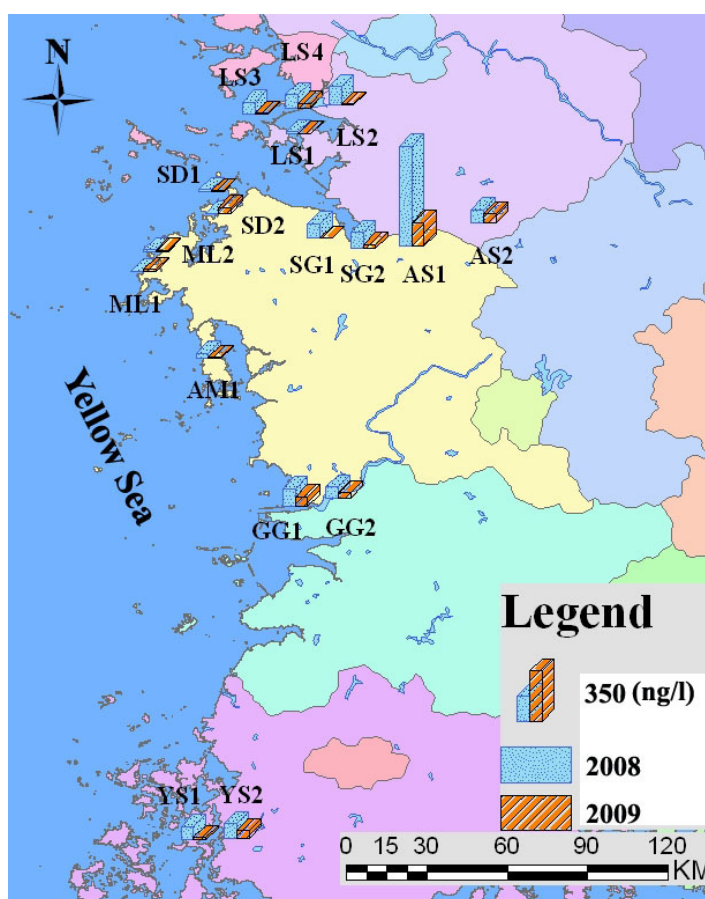 N
LS4
LS3
LS2
LS1
SD1
SD2
ML2
SG1
SG2
AS1
AS2
ML1
AM1
Yellow Sea
GG1
GG2
Legend
350 (ng/l)
2008
2009
YS1
YS2
0 15 30 60 90 120
KM